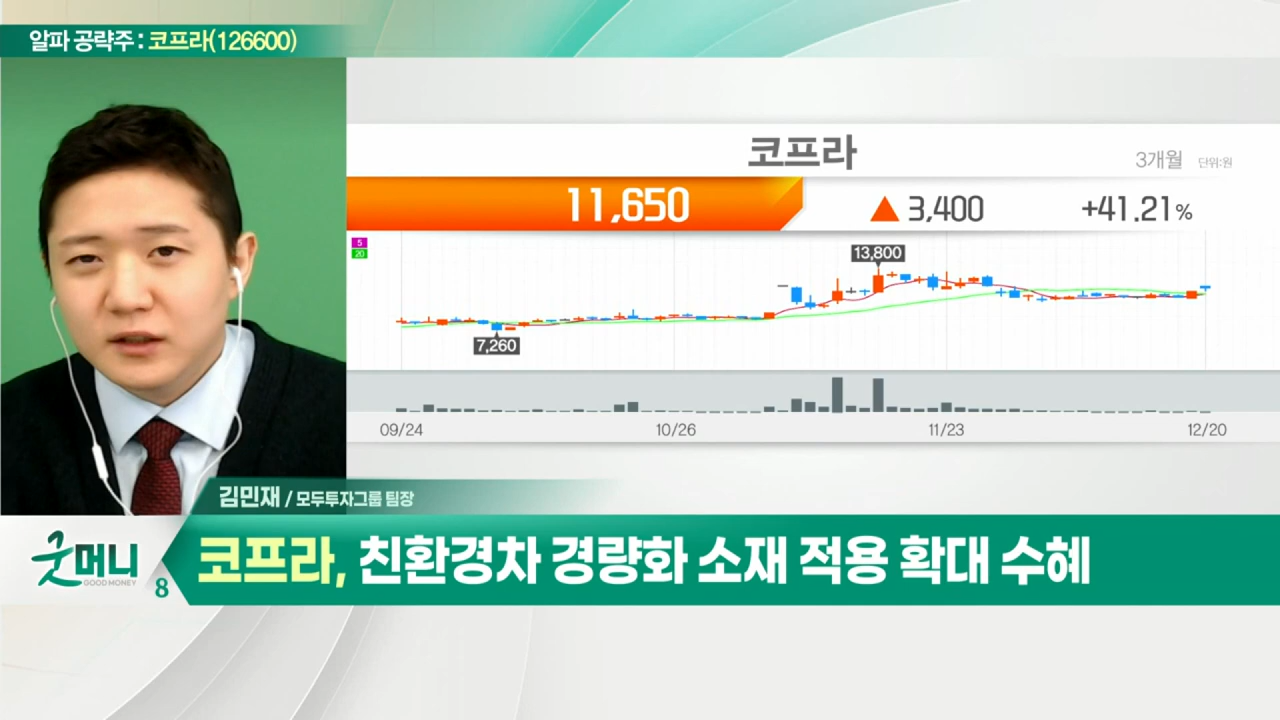 알파 공략주 : 코프라(126600)
코프라
3개월 단위:원
11,650 ▲ 3,400 +41.21%
5
20
13,800
7,260
09/24 10/26 11/23 12/20
김민재 / 모두투자그룹 팀장
굿머니
GOOD MONEY
8
코프라, 친환경차 경량화 소재 적용 확대 수혜